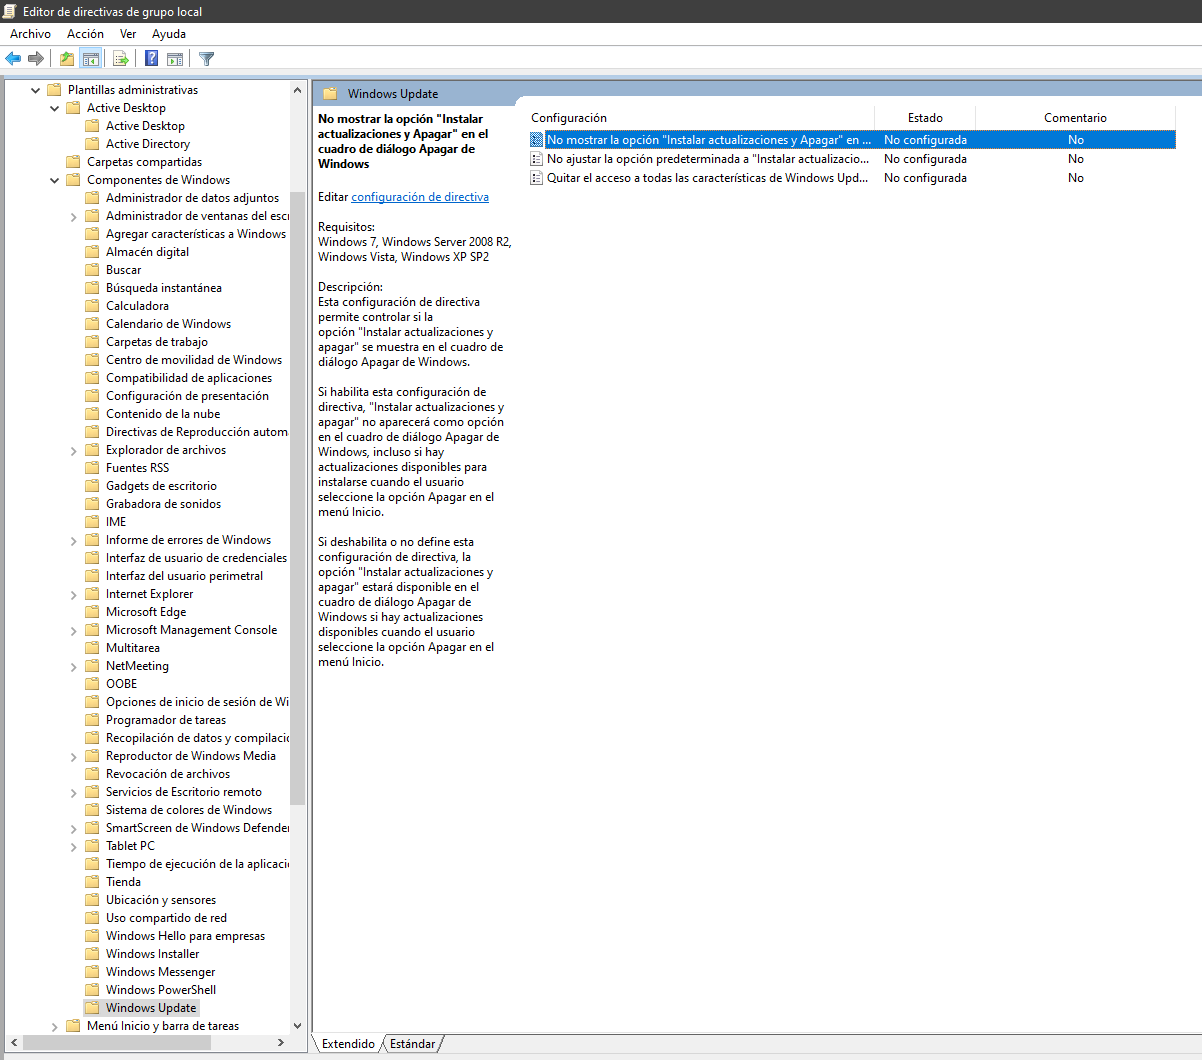 Editor de directivas de grupo local
Archivo Acción Ver Ayuda
Plantillas administrativas
Active Desktop
Active Desktop
Active Directory
Carpetas compartidas
Componentes de Windows
Administrador de datos adjuntos
Administrador de ventanas del escr
Agregar características a Windows
Almacén digital
Buscar
Búsqueda instantánea
Calculadora
Calendario de Windows
Carpetas de trabajo
Centro de movilidad de Windows
Compatibilidad de aplicaciones
Configuración de presentación
Contenido de la nube
Directivas de Reproducción autom
Explorador de archivos
Fuentes RSS
Gadgets de escritorio
Grabadora de sonidos
IME
Informe de errores de Windows
Interfaz de usuario de credenciales
Interfaz del usuario perimetral
Internet Explorer
Microsoft Edge
Microsoft Management Console
Multitarea
NetMeeting
OOBE
Opciones de inicio de sesión de Wi
Programador de tareas
Recopilación de datos y compilacio
Reproductor de Windows Media
Revocación de archivos
Servicios de Escritorio remoto
Sistema de colores de Windows
SmartScreen de Windows Defender
Tablet PC
Tiempo de ejecución de la aplicació
Tienda
Ubicación y sensores
Uso compartido de red
Windows Hello para empresas
Windows Installer
Windows Messenger
Windows PowerShell
Windows Update
Menú Inicio y barra de tareas
Windows Update
No mostrar la opción "Instalar
actualizaciones y Apagar" en el
cuadro de diálogo Apagar de
Windows
Editar configuración de directiva
Requisitos:
Windows 7, Windows Server 2008 R2,
Windows Vista, Windows XP SP2
Descripción:
Esta configuración de directiva
permite controlar si la
opción "Instalar actualizaciones y
apagar" se muestra en el cuadro de
diálogo Apagar de Windows.
Si habilita esta configuración de
directiva, "Instalar actualizaciones y
apagar" no aparecerá como opción
en el cuadro de diálogo Apagar de
Windows, incluso si hay
actualizaciones disponibles para
instalarse cuando el usuario
seleccione la opción Apagar en el
menú Inicio.
Si deshabilita o no define esta
configuración de directiva, la
opción "Instalar actualizaciones y
apagar" estará disponible en el
cuadro de diálogo Apagar de
Windows si hay actualizaciones
disponibles cuando el usuario
seleccione la opción Apagar en el
menú Inicio.
Configuración Estado Comentario
No mostrar la opción "Instalar actualizaciones y Apagar" en ... No configurada No
No ajustar la opción predeterminada a "Instalar actualizacio... No configurada No
Quitar el acceso a todas las características de Windows Upd... No configurada No
Extendido Estándar